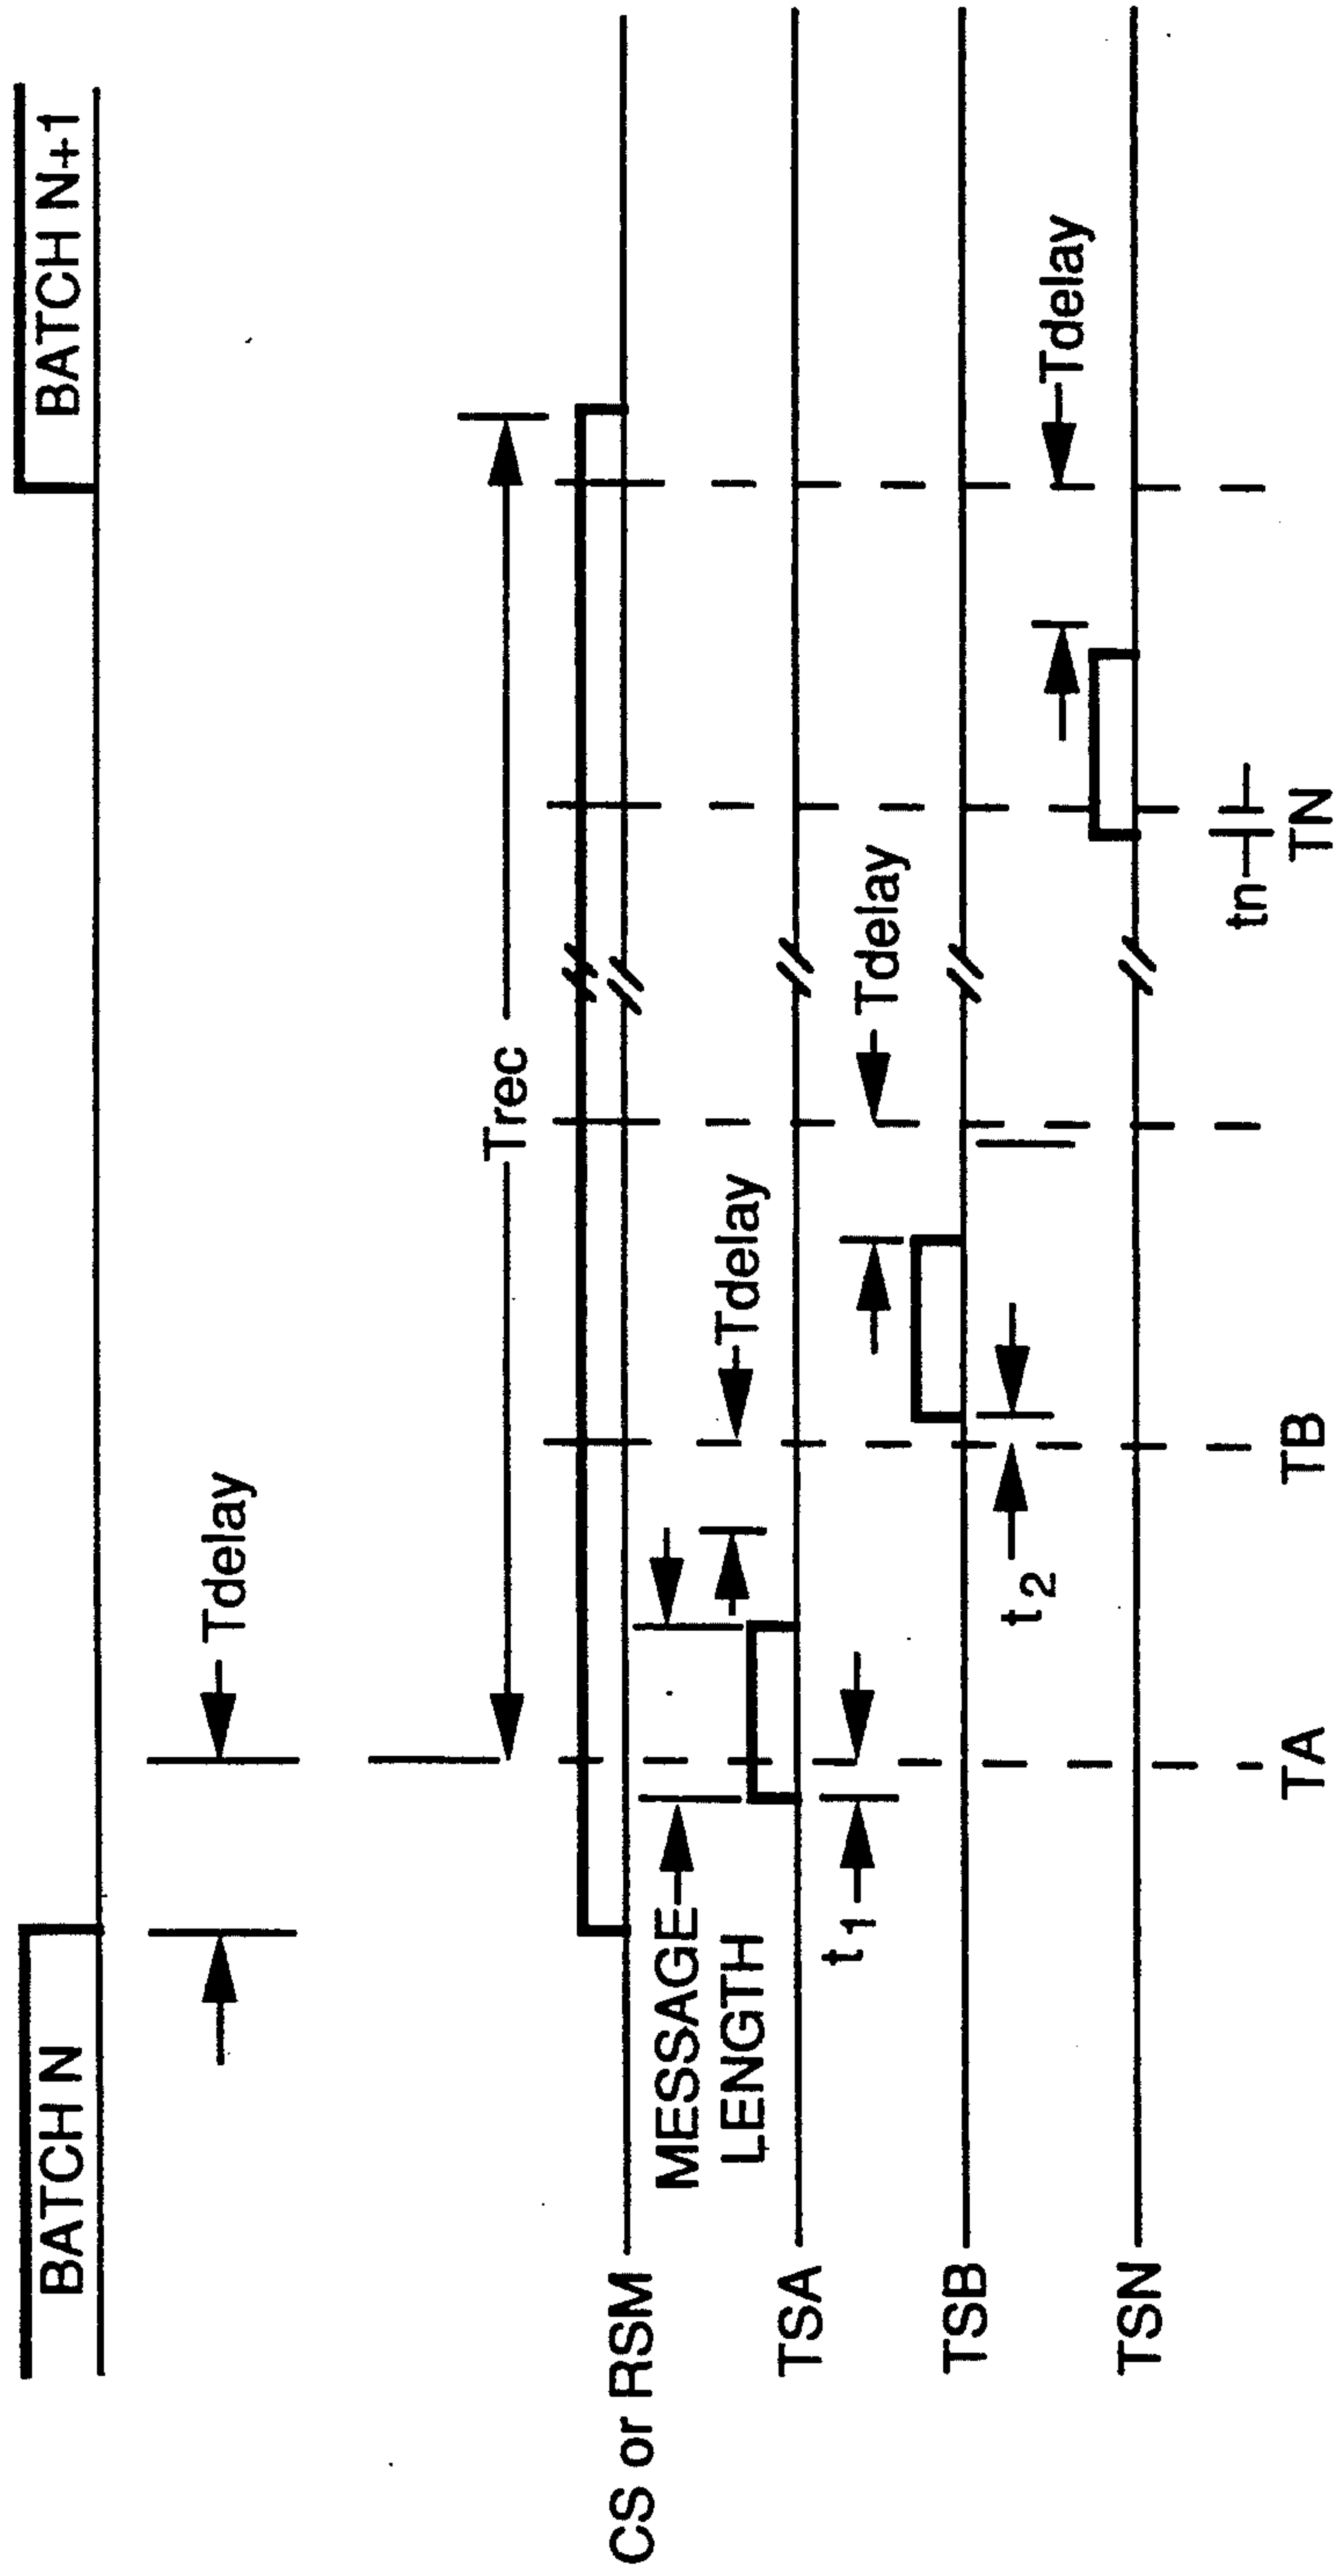 BATCH N
BATCH N+1
Tdelay
Trec
CS or RSM
MESSAGE
LENGTH
Tdelay
TSA
t1
Tdelay
TSB
t2
Tdelay
TSN
tn
TA
TB
TN